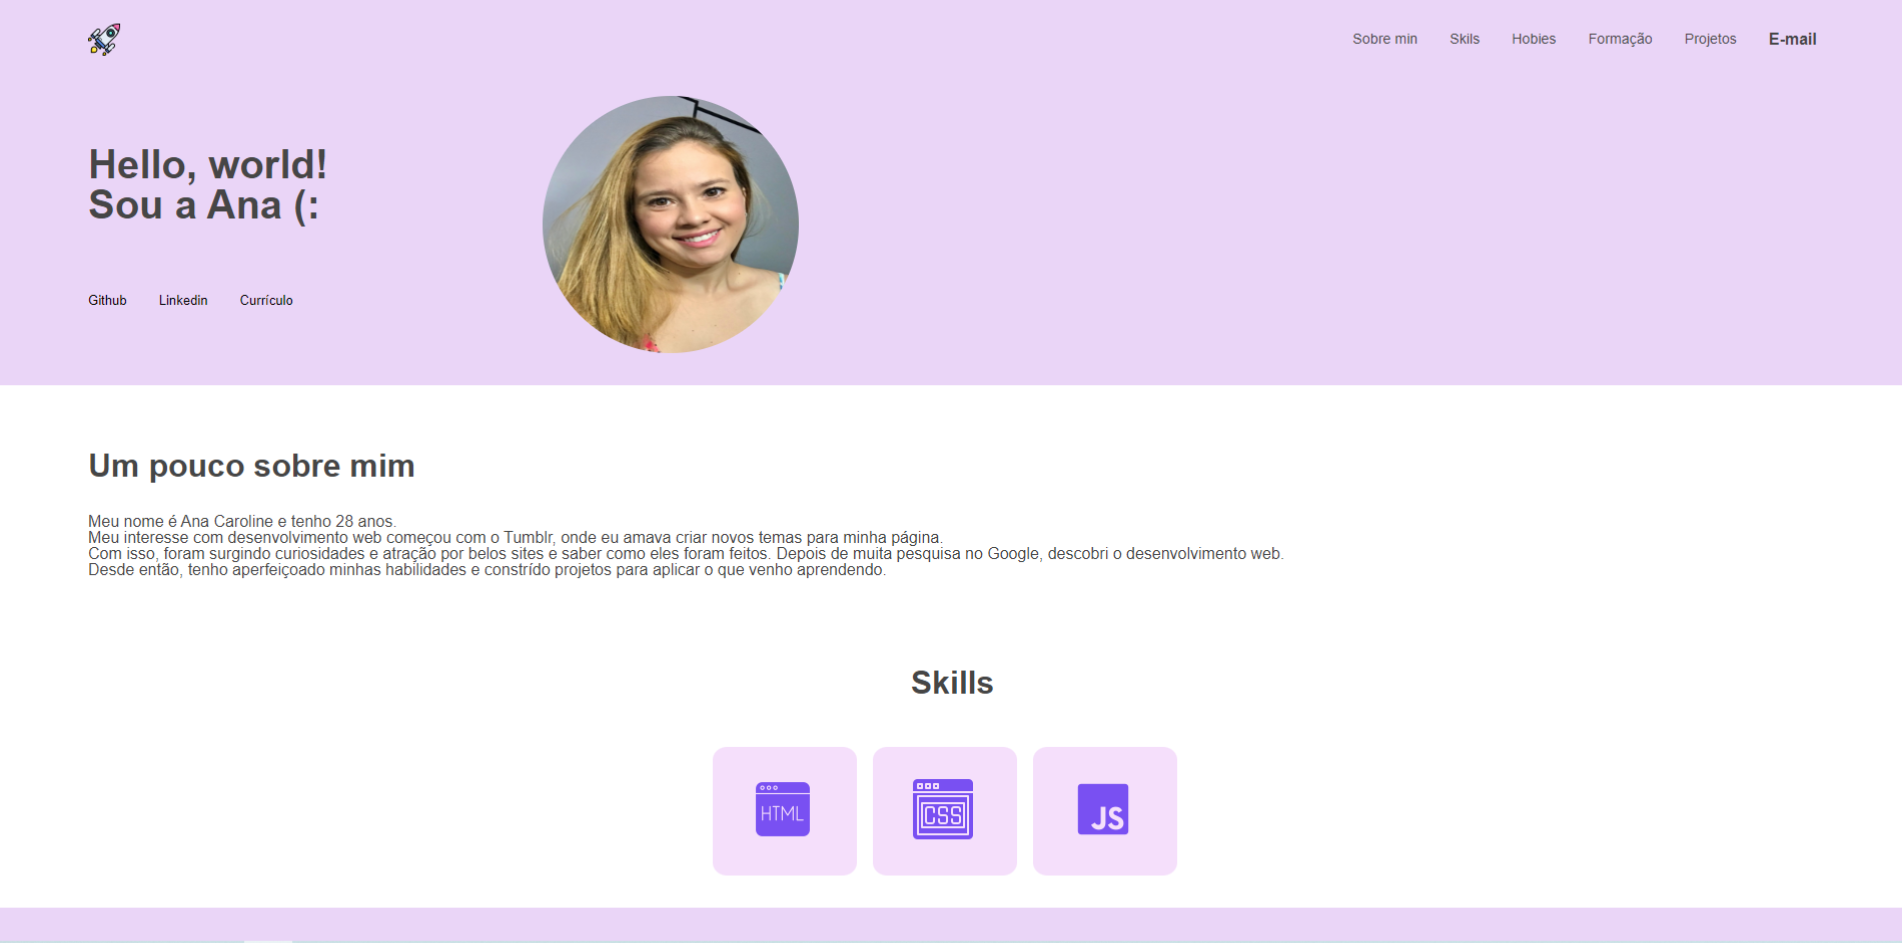 Sobre min
Skils
Hobies
Formação
Projetos
E-mail
Hello, world!
Sou a Ana (:
Github
Linkedin
Currículo
Um pouco sobre mim
Meu nome é Ana Caroline e tenho 28 anos.
Meu interesse com desenvolvimento web começou com o Tumblr, onde eu amava criar novos temas para minha página.
Com isso, foram surgindo curiosidades e atração por belos sites e saber como eles foram feitos. Depois de muita pesquisa no Google, descobri o desenvolvimento web.
Desde então, tenho aperfeiçoado minhas habilidades e constrído projetos para aplicar o que venho aprendendo.
Skills
HTML
CSS
JS